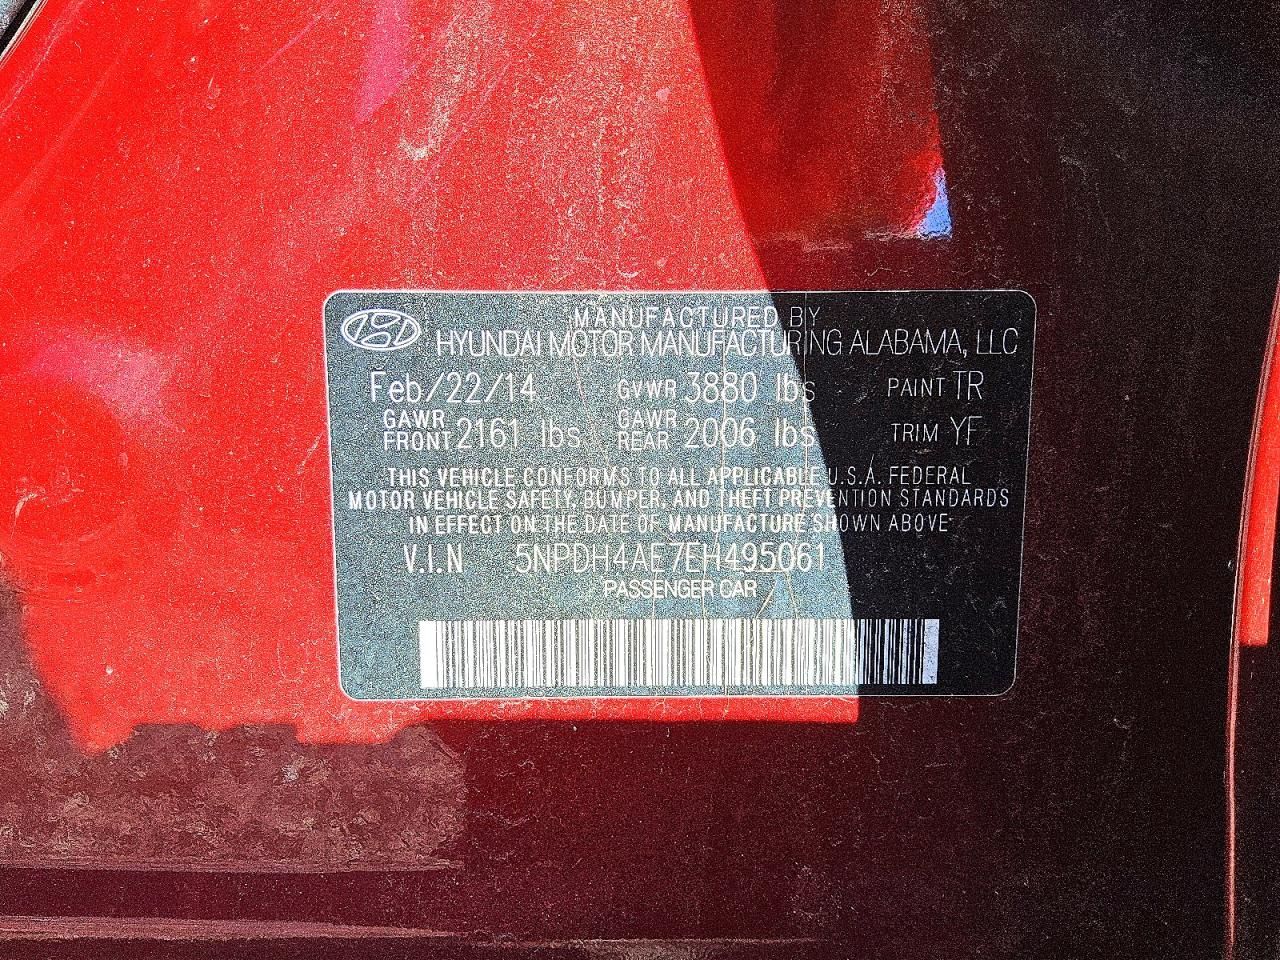 MANUFACTURED BY
HYUNDAI MOTOR MANUFACTURING ALABAMA, LLC
Feb/22/14 GVWR 3880 lbs PAINT TR
GAWR FRONT 2161 lbs GAWR REAR 2006 lbs TRIM YF
THIS VEHICLE CONFORMS TO ALL APPLICABLE U.S.A. FEDERAL
MOTOR VEHICLE SAFETY, BUMPER, AND THEFT PREVENTION STANDARDS
IN EFFECT ON THE DATE OF MANUFACTURE SHOWN ABOVE
V.I.N 5NPDH4AE7EH495061
PASSENGER CAR